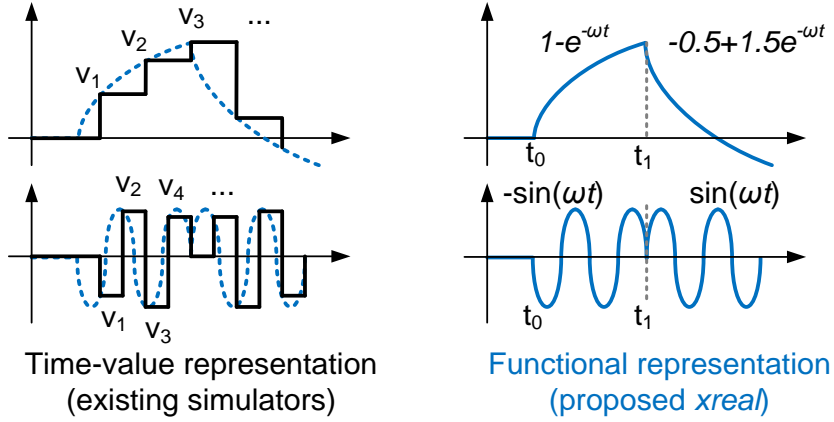 v₁
v₂
v₃
...
1-e^-ωt
-0.5+1.5e^-ωt
t₀
t₁
v₁
v₂
v₃
v₄
...
-sin(ωt)
sin(ωt)
t₀
t₁
Time-value representation
(existing simulators)
Functional representation
(proposed xreal)